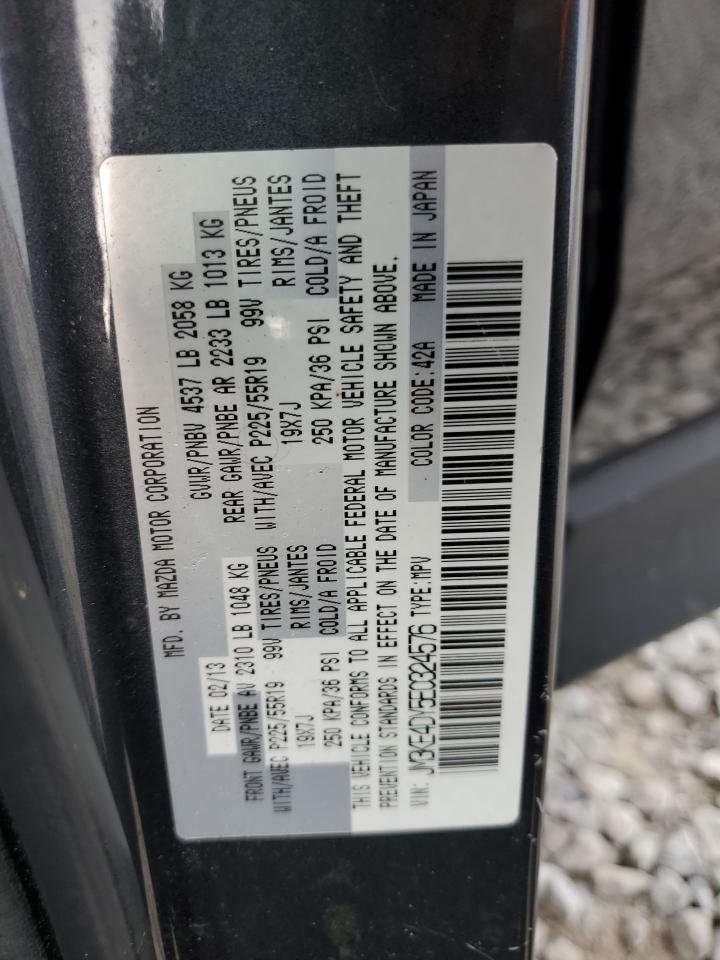 MFD. BY MAZDA MOTOR CORPORATION
DATE 02/13 GVWR/PNBV 4537 LB 2058 KG
FRONT GAWR/PNBE AV 2310 LB 1048 KG REAR GAWR/PNBE AR 2233 LB 1013 KG
WITH/AVEC P225/55R19 99V TIRES/PNEUS WITH/AVEC P225/55R19 99V TIRES/PNEUS
19X7J RIMS/JANTES 19X7J RIMS/JANTES
250 KPA/36 PSI COLD/A FROID 250 KPA/36 PSI COLD/A FROID
THIS VEHICLE CONFORMS TO ALL APPLICABLE FEDERAL MOTOR VEHICLE SAFETY AND THEFT
PREVENTION STANDARDS IN EFFECT ON THE DATE OF MANUFACTURE SHOWN ABOVE.
VIN: JM3KE4DY5E0324576 TYPE:MPV COLOR CODE:42A MADE IN JAPAN